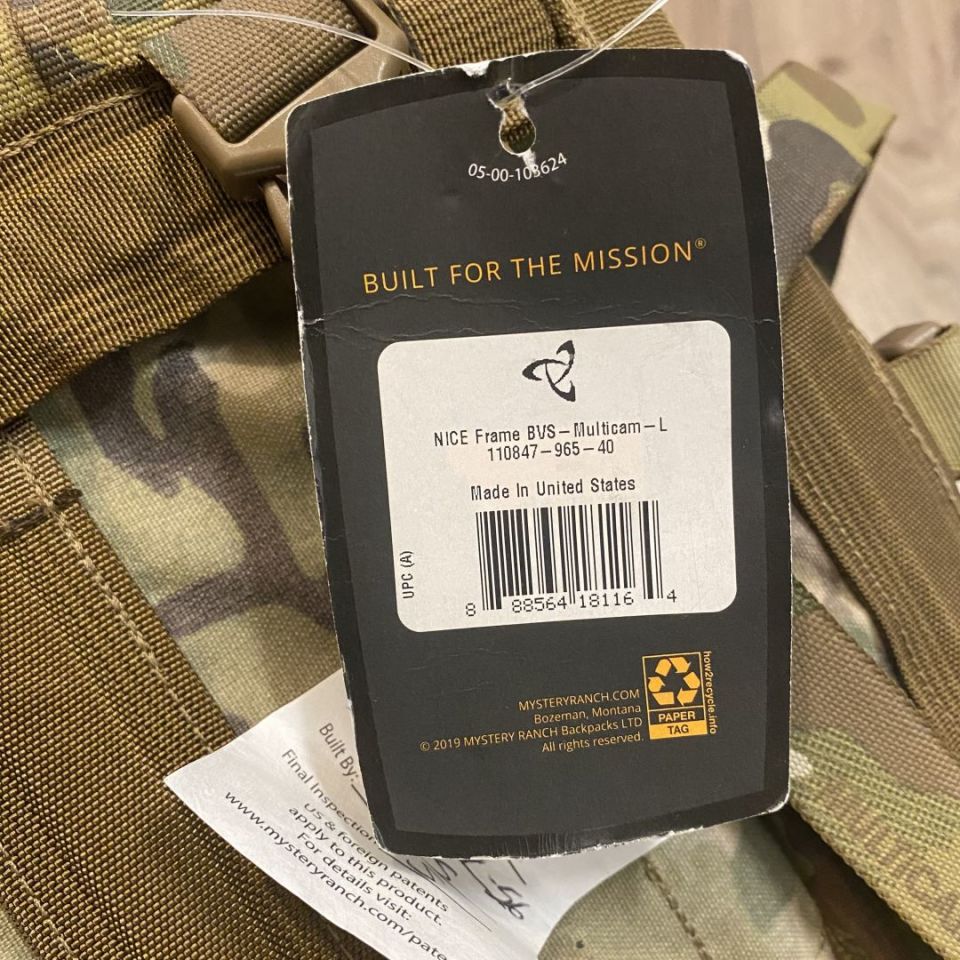 05-00-103624
BUILT FOR THE MISSION®
NICE Frame BVS-Multicam-L
110847-965-40
Made In United States
UPC (A)
8 88564 18116 4
MYSTERYRANCH.COM
Bozeman, Montana
© 2019 MYSTERY RANCH Backpacks LTD
All rights reserved.
PAPER
TAG
how2recycle.info
Built By:
Final Inspection
US & foreign patents
apply to this product.
For details visit:
www.mysteryranch.com/pate